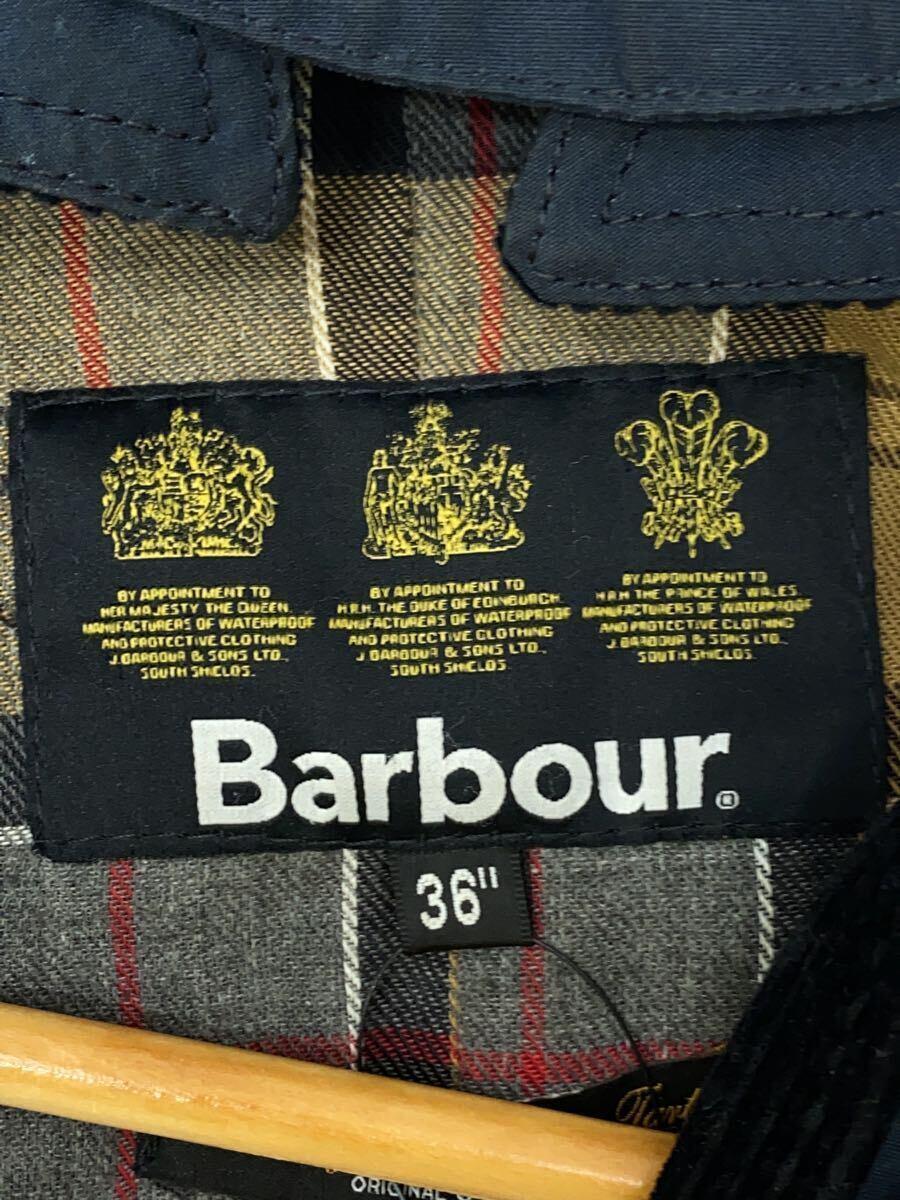 BY APPOINTMENT TO
HER MAJESTY THE QUEEN
MANUFACTURERS OF WATERPROOF
AND PROTECTIVE CLOTHING
J. BARBOUR & SONS LTD.,
SOUTH SHIELDS.
BY APPOINTMENT TO
H.R.H. THE DUKE OF EDINBURGH
MANUFACTURERS OF WATERPROOF
AND PROTECTIVE CLOTHING
J. BARBOUR & SONS LTD.,
SOUTH SHIELDS.
BY APPOINTMENT TO
H.R.H. THE PRINCE OF WALES
MANUFACTURERS OF WATERPROOF
AND PROTECTIVE CLOTHING
J. BARBOUR & SONS LTD.,
SOUTH SHIELDS.
Barbour®
36"
ORIGINAL